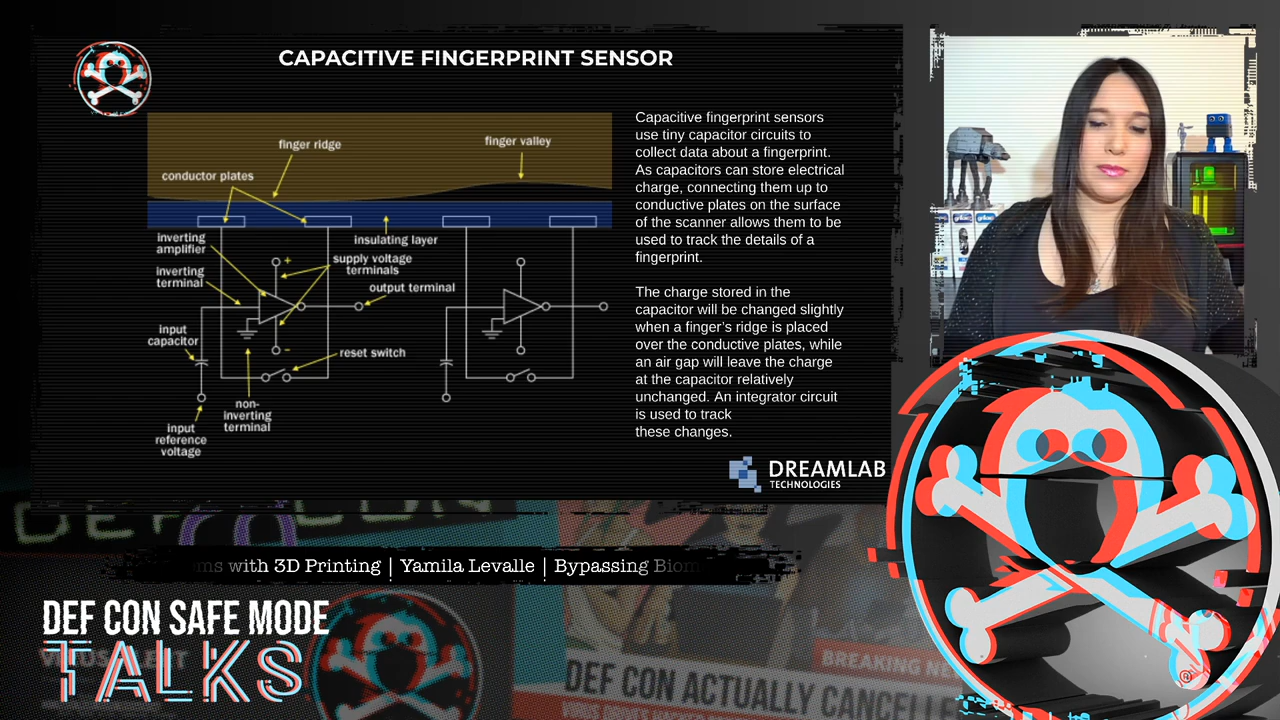 CAPACITIVE FINGERPRINT SENSOR
finger ridge
finger valley
conductor plates
inverting
amplifier
insulating layer
supply voltage
terminals
inverting
terminal
output terminal
input
capacitor
reset switch
non-
inverting
terminal
input
reference
voltage
+
-
Capacitive fingerprint sensors
use tiny capacitor circuits to
collect data about a fingerprint.
As capacitors can store electrical
charge, connecting them up to
conductive plates on the surface
of the scanner allows them to be
used to track the details of a
fingerprint.
The charge stored in the
capacitor will be changed slightly
when a finger's ridge is placed
over the conductive plates, while
an air gap will leave the charge
at the capacitor relatively
unchanged. An integrator circuit
is used to track
these changes.
DREAMLAB
TECHNOLOGIES
DEF CON
ms with 3D Printing | Yamila Levalle | Bypassing Biom
DEF CON SAFE MODE
TALKS
BREAKING NE
DEF CON ACTUALLY CANCELLE
®